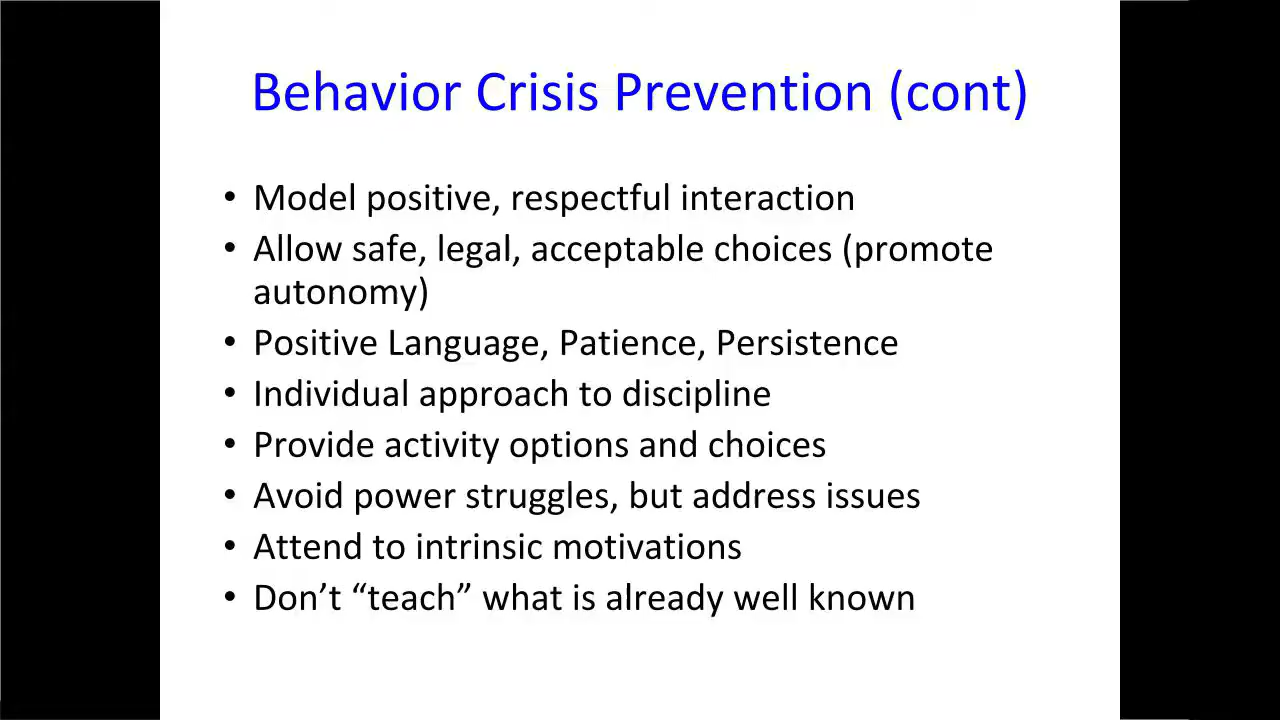 Behavior Crisis Prevention (cont)
• Model positive, respectful interaction
• Allow safe, legal, acceptable choices (promote
autonomy)
• Positive Language, Patience, Persistence
• Individual approach to discipline
• Provide activity options and choices
• Avoid power struggles, but address issues
• Attend to intrinsic motivations
• Don’t “teach” what is already well known